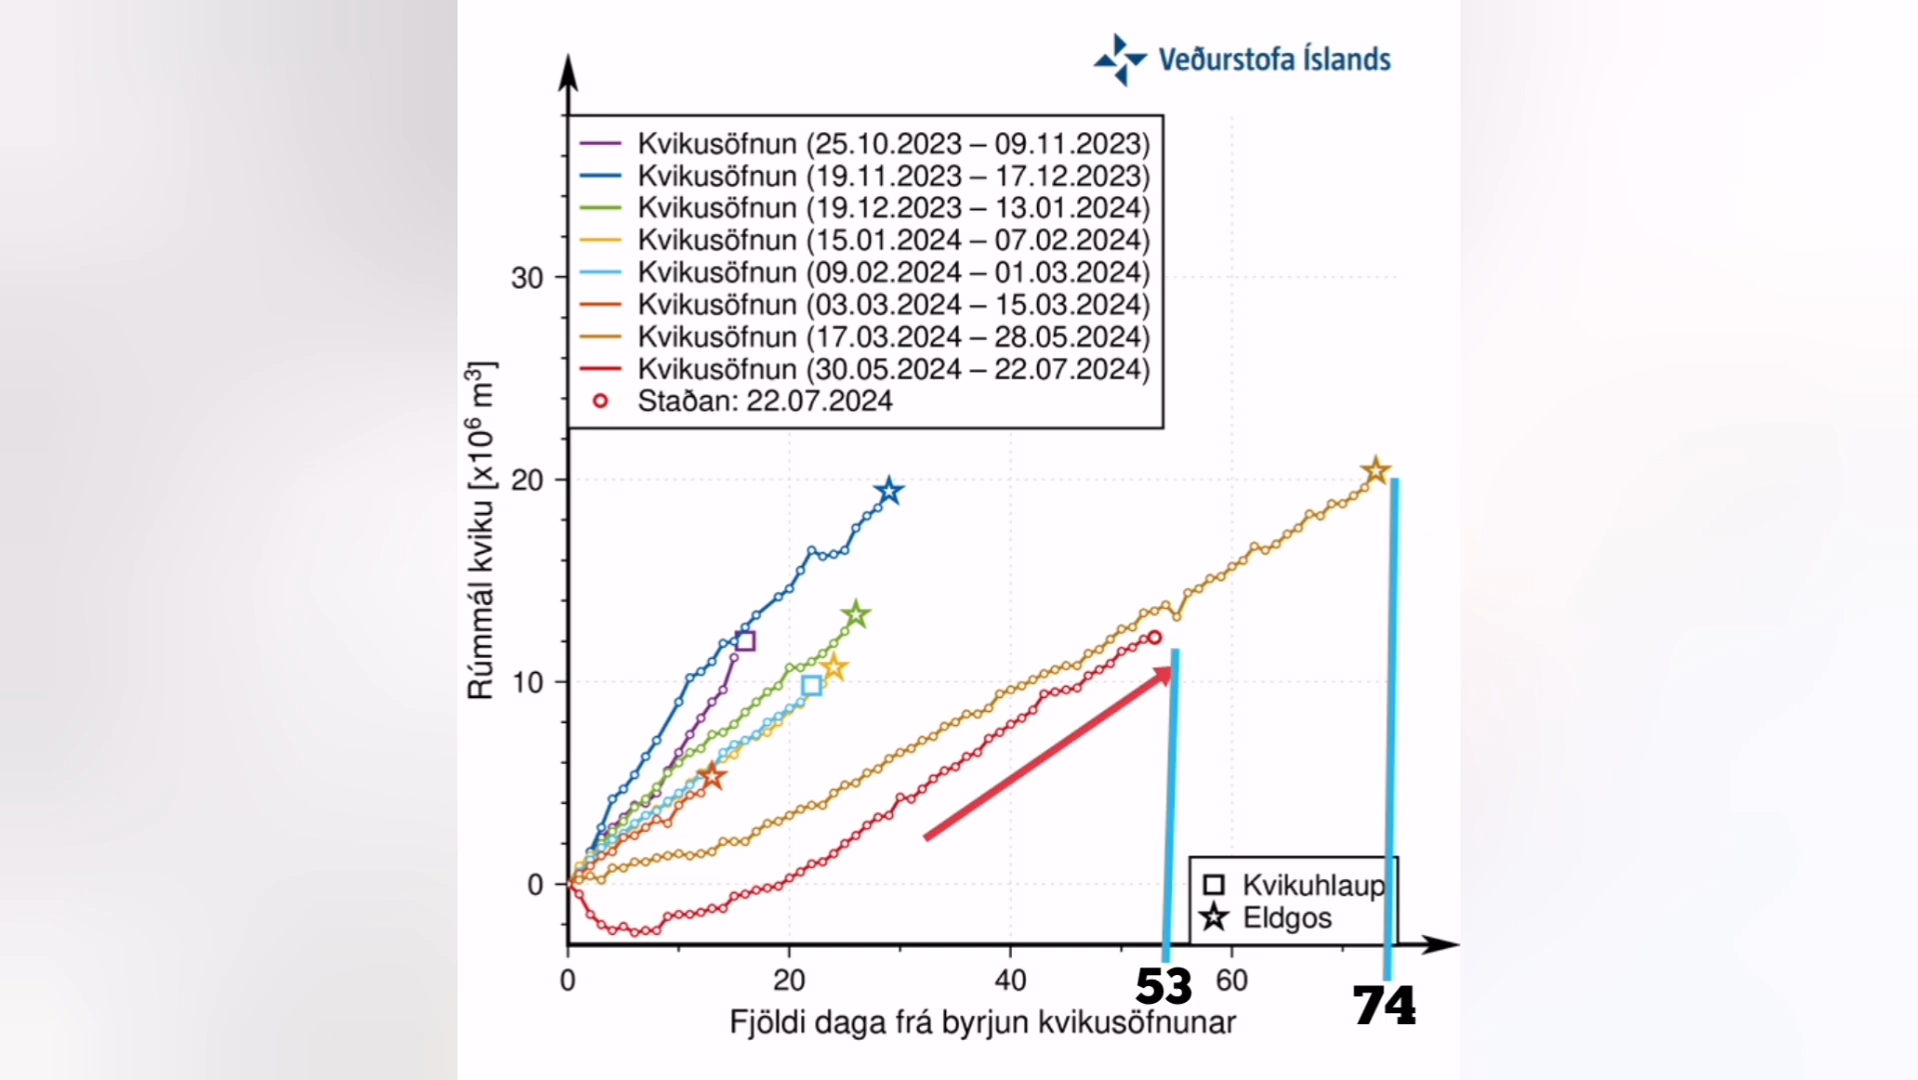 Veðurstofa Íslands
Kvikusöfnun (25.10.2023 – 09.11.2023)
Kvikusöfnun (19.11.2023 – 17.12.2023)
Kvikusöfnun (19.12.2023 – 13.01.2024)
Kvikusöfnun (15.01.2024 – 07.02.2024)
Kvikusöfnun (09.02.2024 – 01.03.2024)
Kvikusöfnun (03.03.2024 – 15.03.2024)
Kvikusöfnun (17.03.2024 – 28.05.2024)
Kvikusöfnun (30.05.2024 – 22.07.2024)
Staðan: 22.07.2024
Rúmmál kviku [x10⁶ m³]
30
20
10
0
Kvikuhlaup
Eldgos
0 20 40 53 60 74
Fjöldi daga frá byrjun kvikusöfnunar